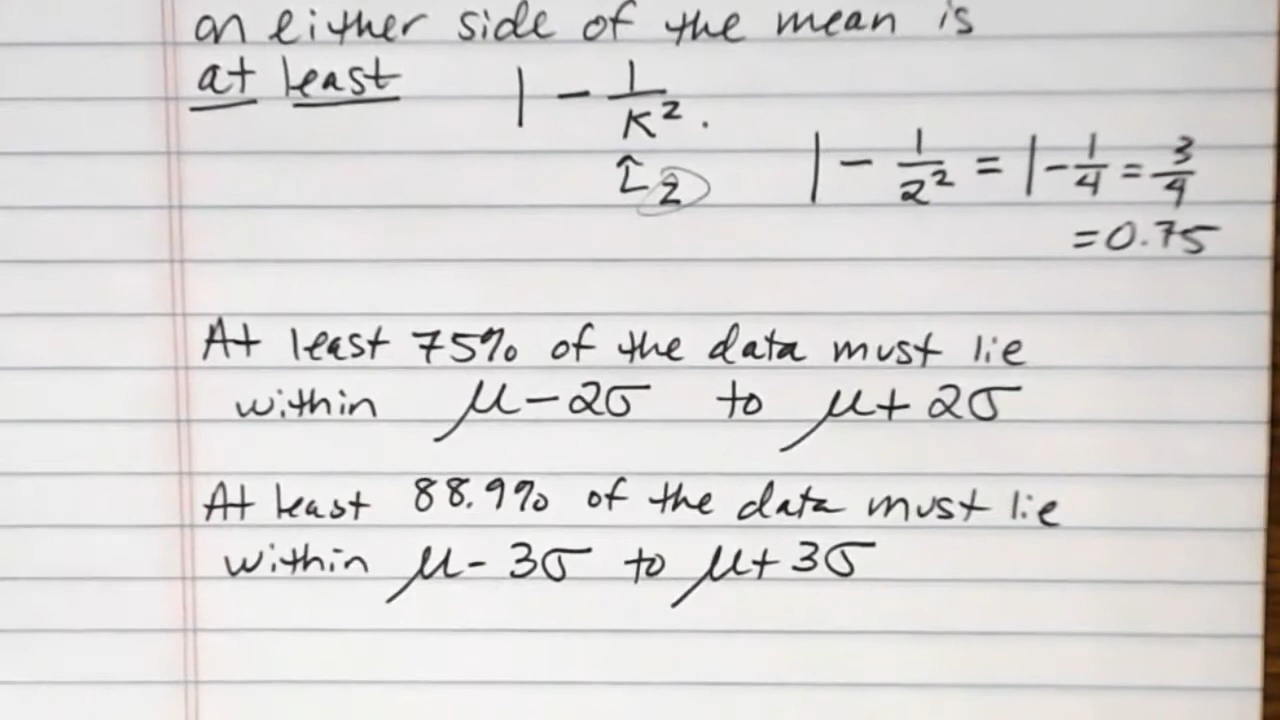 on either side of the mean is
at least 1 - 1/K².
↑ 2
1 - 1/2² = 1 - 1/4 = 3/4
= 0.75
At least 75% of the data must lie
within μ - 2σ to μ + 2σ
At least 88.9% of the data must lie
within μ - 3σ to μ + 3σ